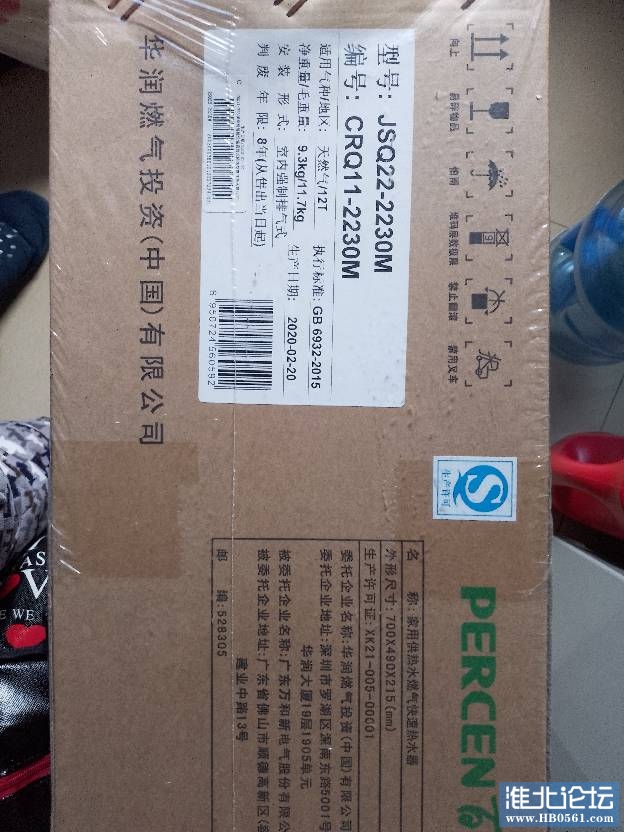 华润燃气投资(中国)有限公司
型号: JSQ22-2230M
编号: CRQ11-2230M
适用气种/地区: 天然气/12T
执行标准: GB 6932-2015
净重量/毛重量: 9.3kg/11.7kg
生产日期: 2020-02-20
安装形式: 室内强制排气式
判废年限: 8年(从售出当日起)
6 950724 960592
向上
易碎物品
怕雨
堆码层数极限
禁止翻滚
禁用叉车
生产许可
PERCEN
名 称:家用供热水燃气快速热水器
外形尺寸:700X490X215(mm)
生产许可证:XK21-005-00001
委托企业名称:华润燃气投资(中国)有限公
委托企业地址:深圳市罗湖区深南东路5001号
华润大厦19层1905单元
被委托企业名称:广东万和新电气股份有限公
被委托企业地址:广东省佛山市顺德高新区(容
建业中路13号
邮 编:528305
AS
V
E WE
淮北论坛
www.HB0561.com